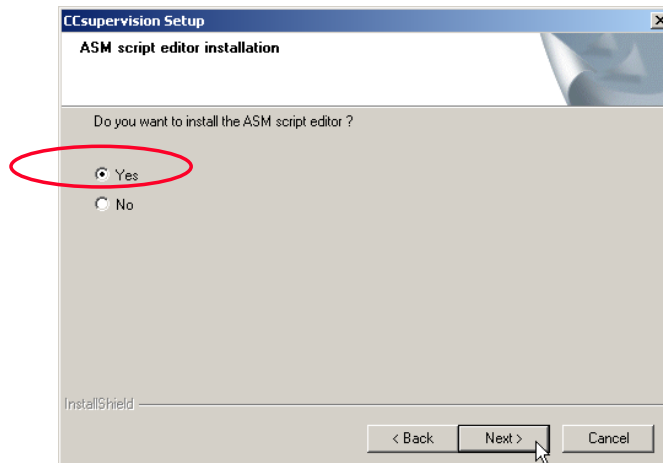 CCsupervision Setup
ASM script editor installation
Do you want to install the ASM script editor ?
Yes
No
InstallShield
< Back
Next >
Cancel